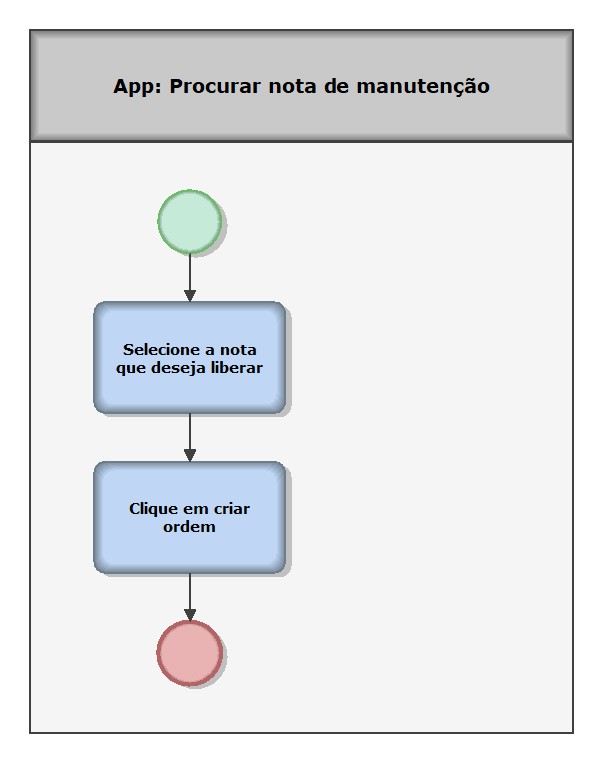 App: Procurar nota de manutenção
Selecione a nota
que deseja liberar
Clique em criar
ordem